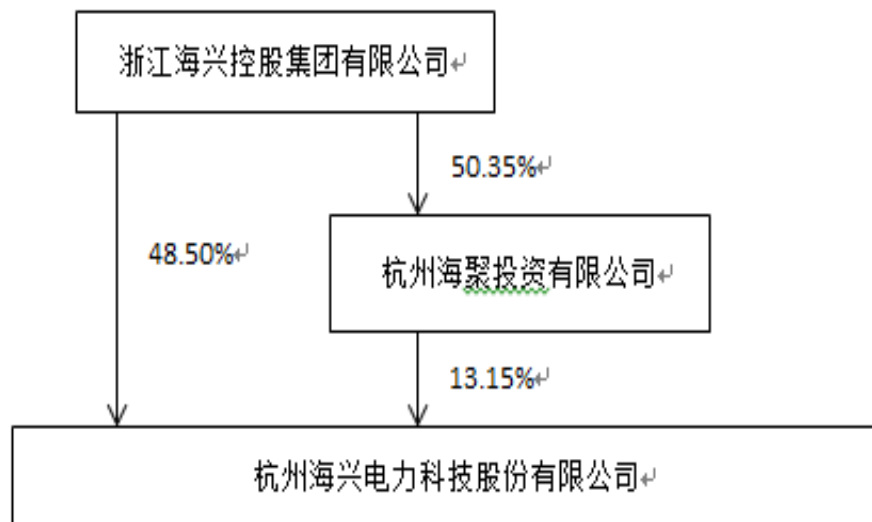 浙江海兴控股集团有限公司
50.35%
48.50%
杭州海聚投资有限公司
13.15%
杭州海兴电力科技股份有限公司